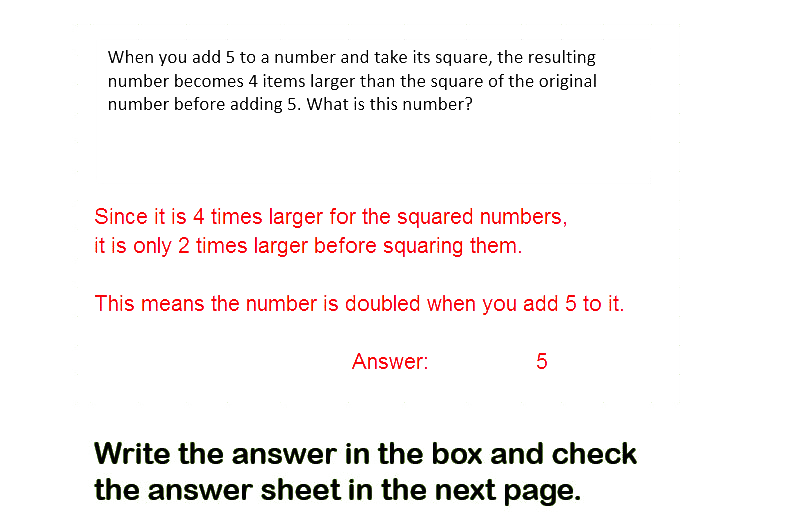 When you add 5 to a number and take its square, the resulting
number becomes 4 items larger than the square of the original
number before adding 5. What is this number?
Since it is 4 times larger for the squared numbers,
it is only 2 times larger before squaring them.
This means the number is doubled when you add 5 to it.
Answer: 5
Write the answer in the box and check
the answer sheet in the next page.